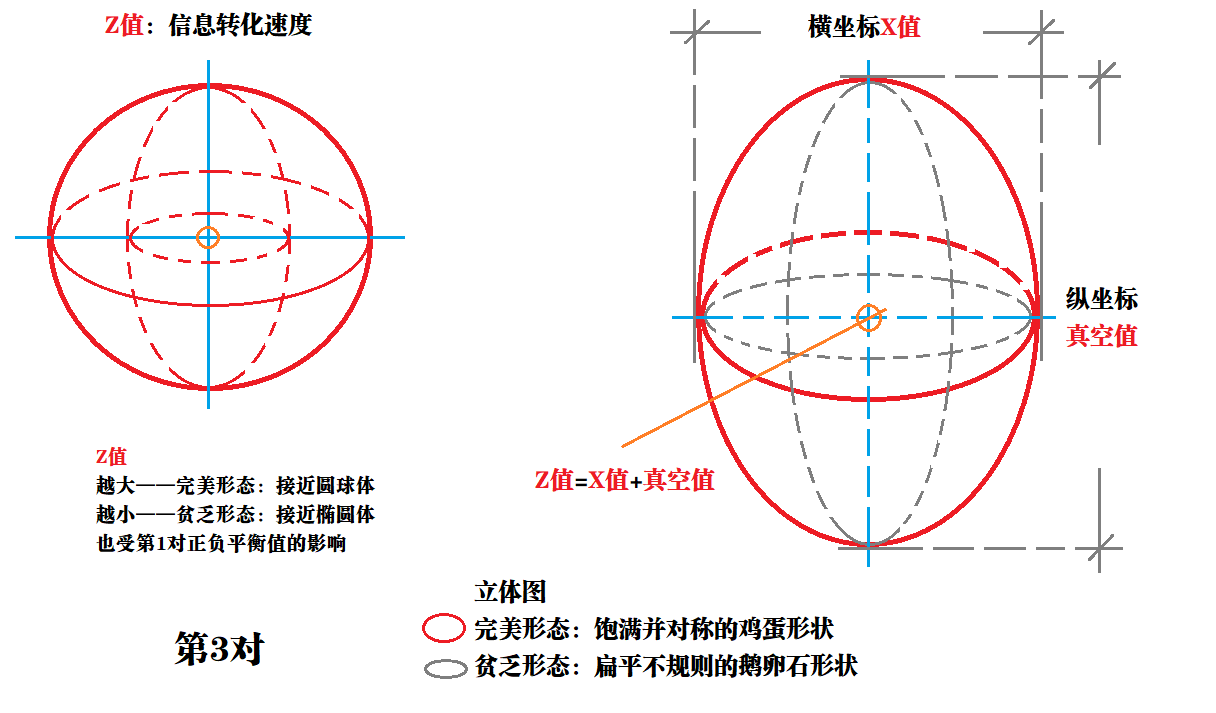 Z值：信息转化速度
横坐标X值
纵坐标
真空值
Z值
越大——完美形态：接近圆球体
越小——贫乏形态：接近椭圆体
也受第1对正负平衡值的影响
Z值=X值+真空值
立体图
完美形态：饱满并对称的鸡蛋形状
贫乏形态：扁平不规则的鹅卵石形状
第3对